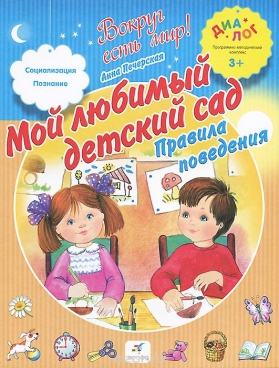 Вокруг
есть мир!
Анна Печерская
ДИА
ЛОГ
Программно-методический
комплекс
3+
Социализация
Познание
Мой любимый
детский сад
Правила
поведения
дрофа